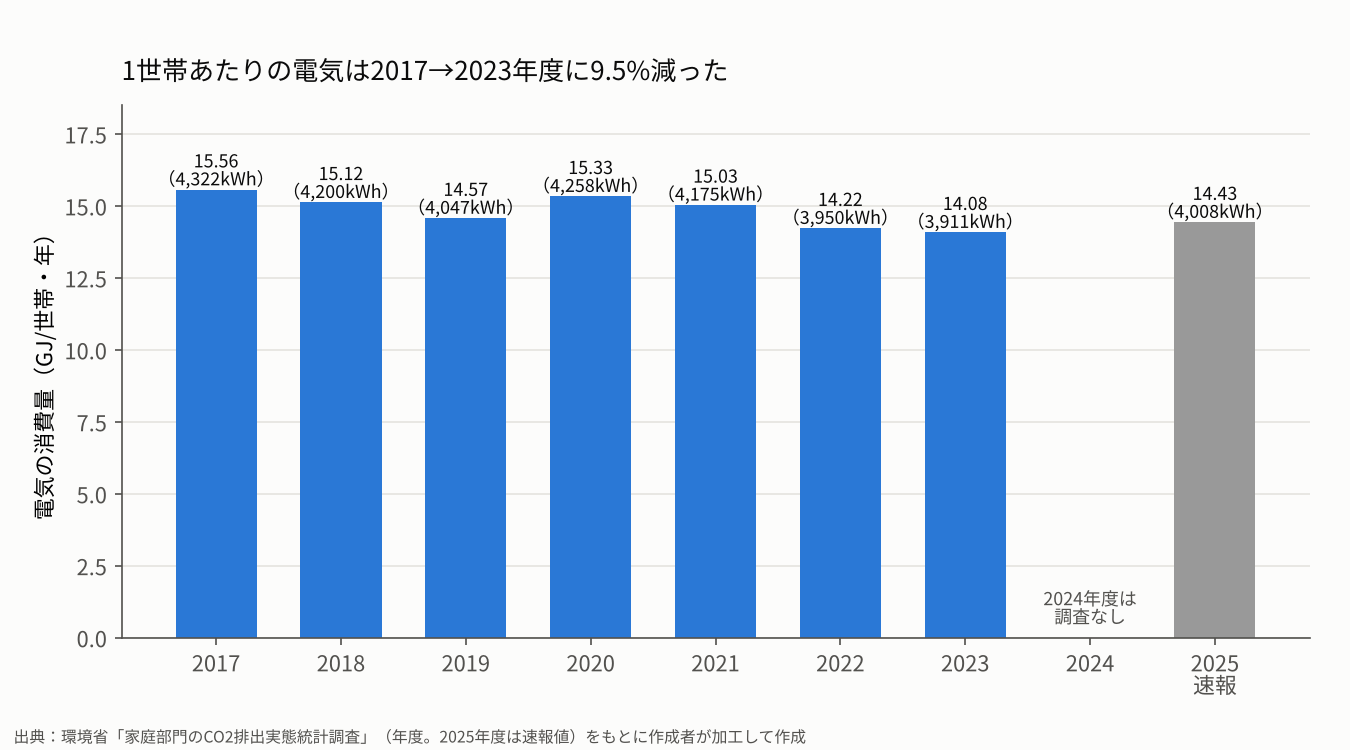 1世帯あたりの電気は2017→2023年度に9.5%減った
電気の消費量（GJ/世帯・年）
17.5
15.0
12.5
10.0
7.5
5.0
2.5
0.0
15.56
（4,322kWh）
15.12
（4,200kWh）
14.57
（4,047kWh）
15.33
（4,258kWh）
15.03
（4,175kWh）
14.22
（3,950kWh）
14.08
（3,911kWh）
2024年度は
調査なし
14.43
（4,008kWh）
2017
2018
2019
2020
2021
2022
2023
2024
2025
速報
出典：環境省「家庭部門のCO2排出実態統計調査」（年度。2025年度は速報値）をもとに作成者が加工して作成